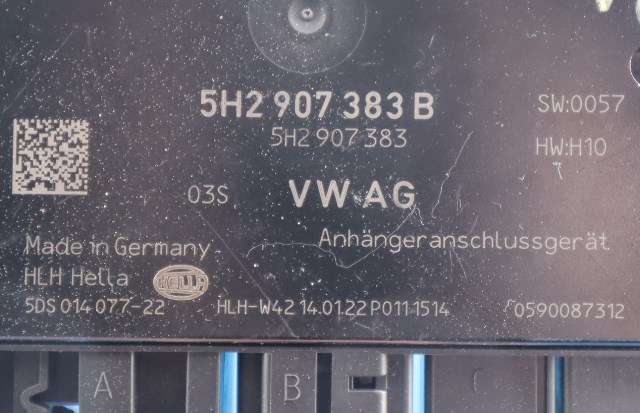 5H2 907 383 B
SW:0057
5H2 907 383
HW:H10
03S
VW AG
Made in Germany
Anhängeranschlussgerät
HLH Hella
HELLA
5DS 014 077-22
HLH-W42 14.01.22 P011 1514
0590087312
A
B
C